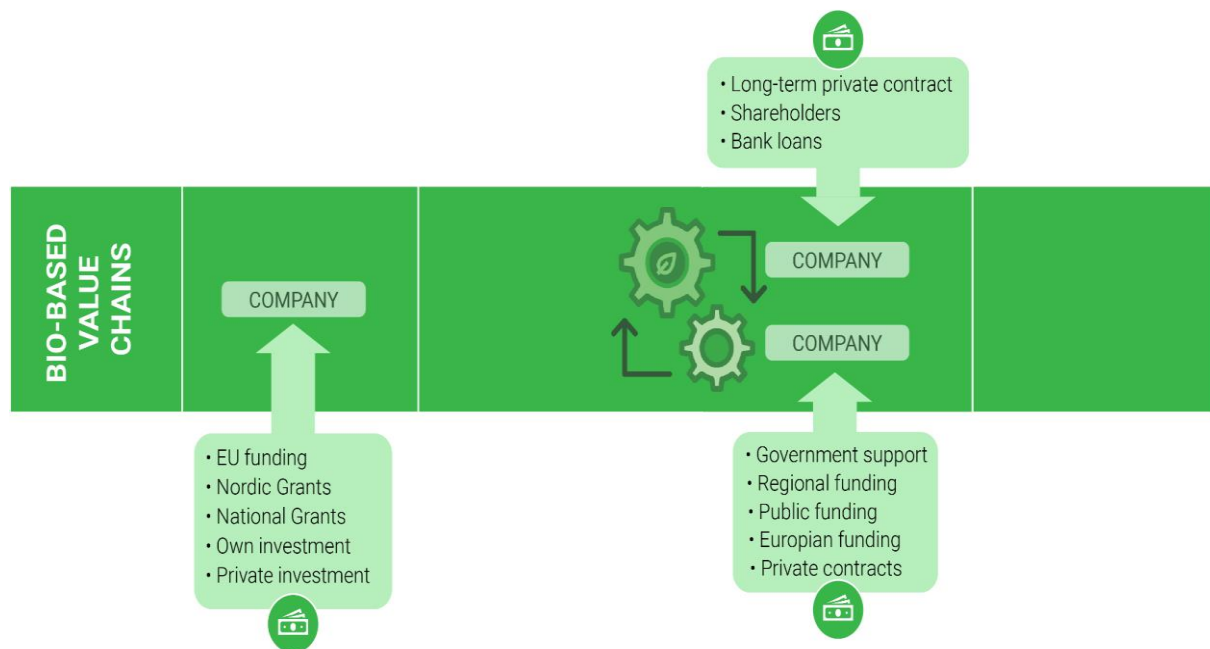 • Long-term private contract
• Shareholders
• Bank loans
BIO-BASED
VALUE
CHAINS
COMPANY
COMPANY
COMPANY
• EU funding
• Nordic Grants
• National Grants
• Own investment
• Private investment
• Government support
• Regional funding
• Public funding
• Europian funding
• Private contracts